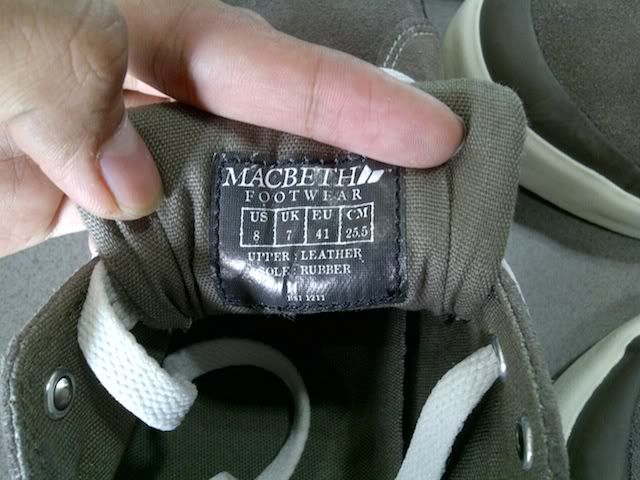 MACBETH
FOOTWEAR
US UK EU CM
8 7 41 25.5
UPPER : LEATHER
SOLE : RUBBER